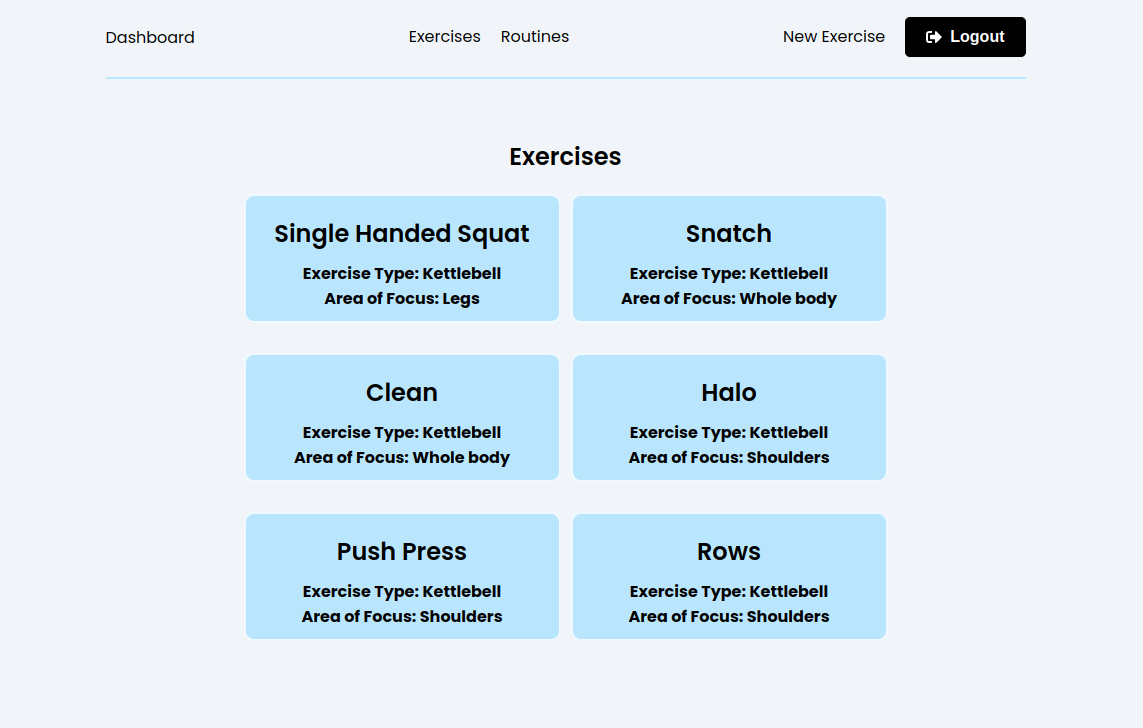 Dashboard
Exercises
Routines
New Exercise
Logout
Exercises
Single Handed Squat
Exercise Type: Kettlebell
Area of Focus: Legs
Snatch
Exercise Type: Kettlebell
Area of Focus: Whole body
Clean
Exercise Type: Kettlebell
Area of Focus: Whole body
Halo
Exercise Type: Kettlebell
Area of Focus: Shoulders
Push Press
Exercise Type: Kettlebell
Area of Focus: Shoulders
Rows
Exercise Type: Kettlebell
Area of Focus: Shoulders